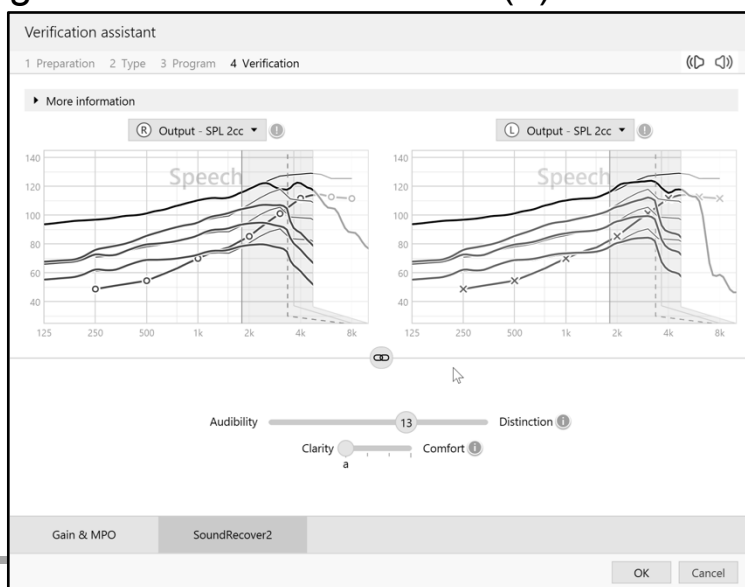 Verification assistant
1 Preparation 2 Type 3 Program 4 Verification
More information
R Output - SPL 2cc
L Output - SPL 2cc
Speech
Speech
140
120
100
80
60
40
125 250 500 1k 2k 4k 8k
140
120
100
80
60
40
125 250 500 1k 2k 4k 8k
Audibility 13 Distinction
Clarity Comfort
a
Gain & MPO SoundRecover2
OK Cancel